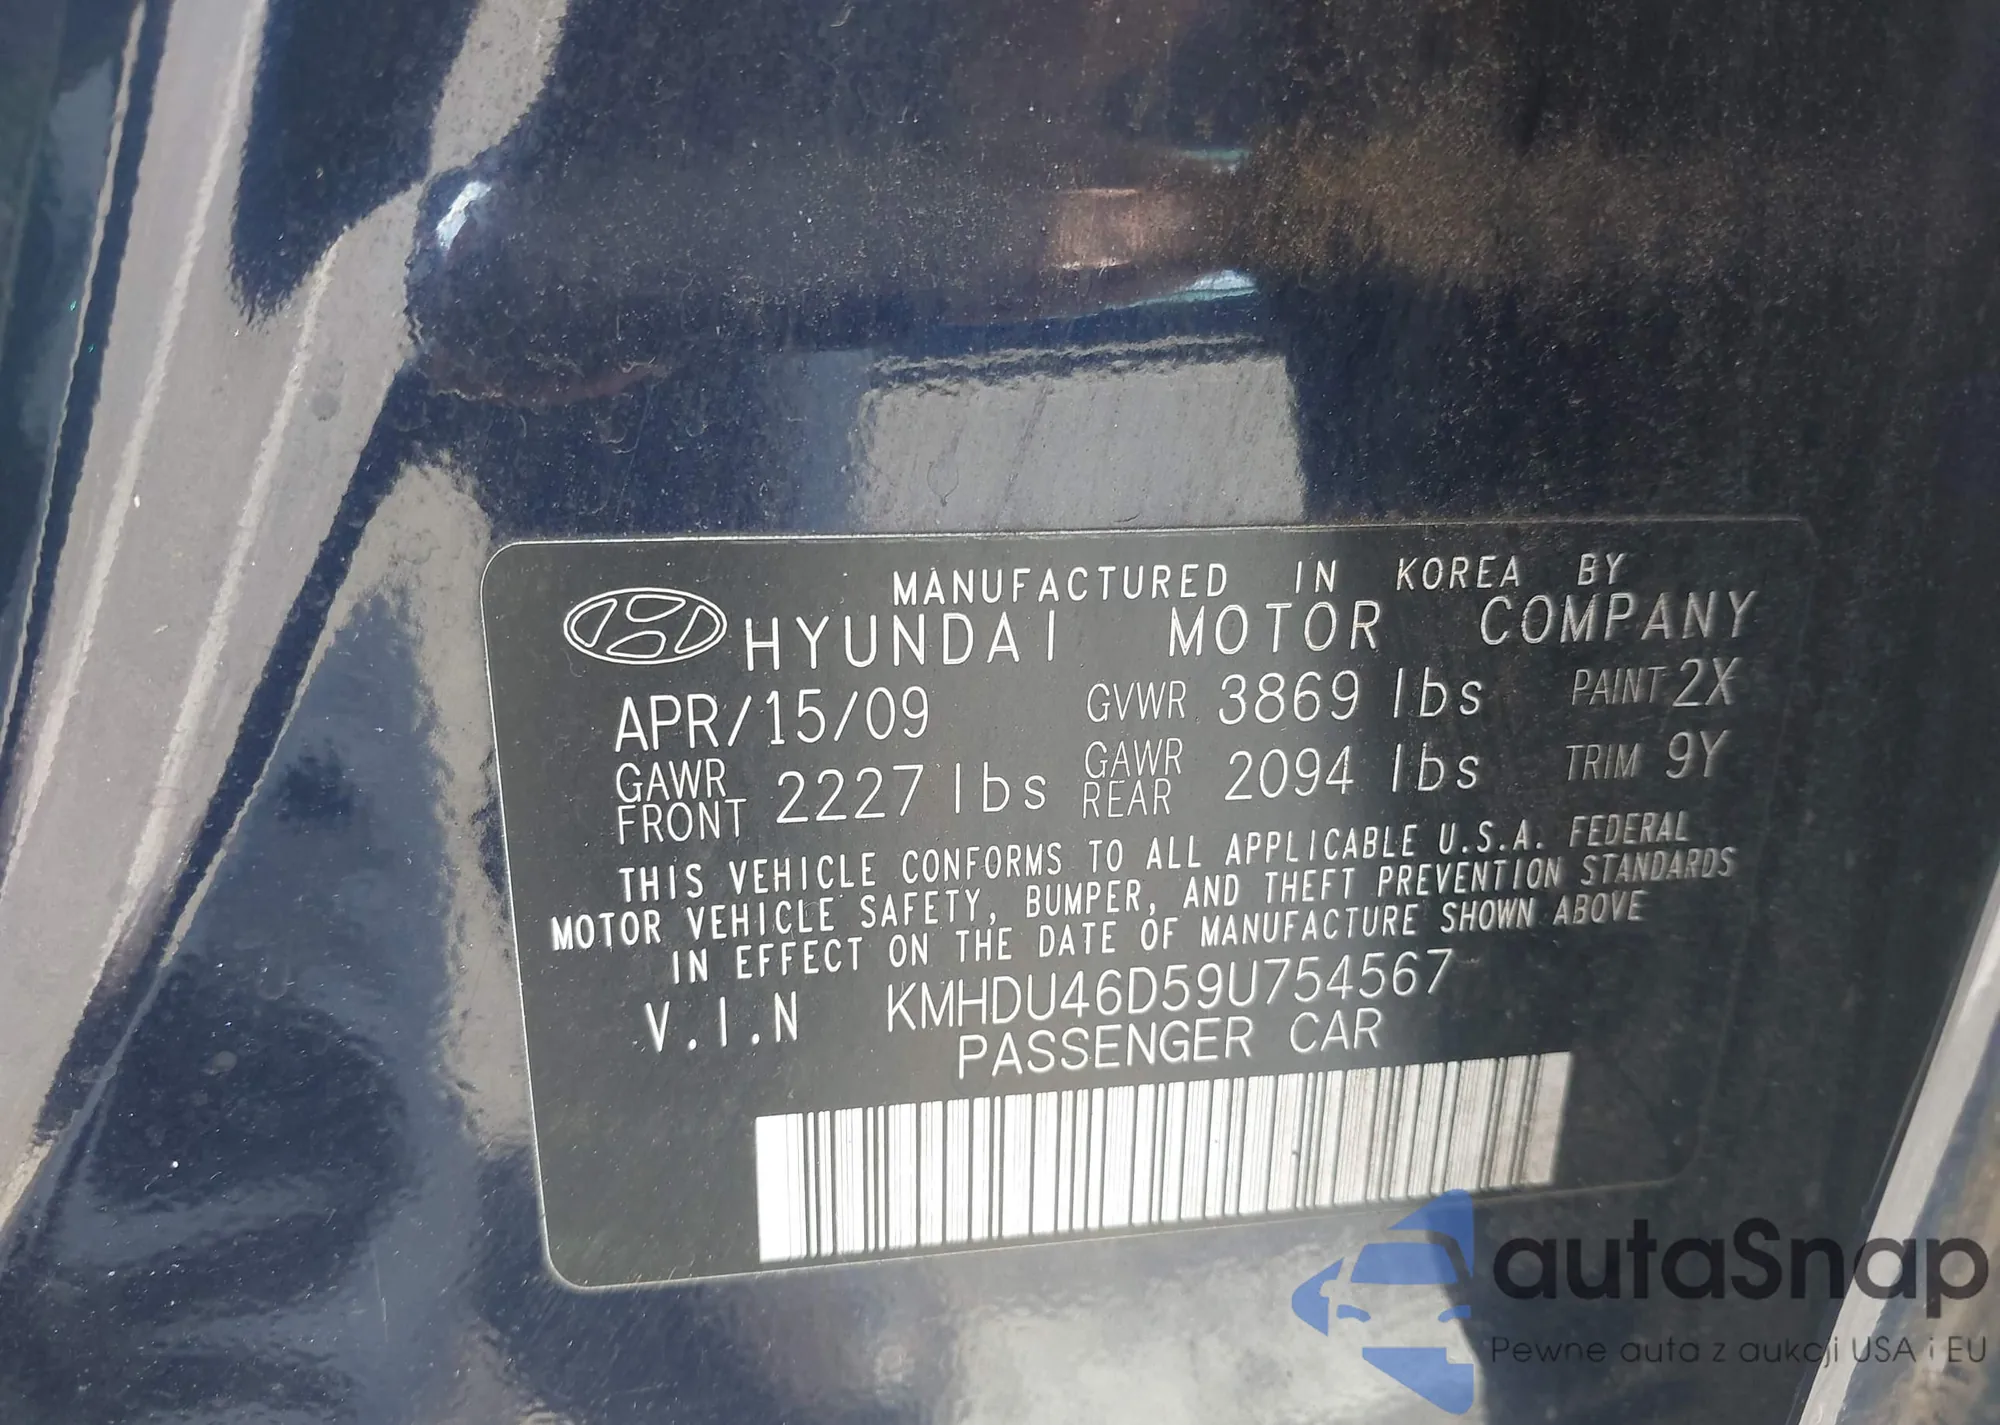 MANUFACTURED IN KOREA BY
HYUNDAI MOTOR COMPANY
APR/15/09 GVWR 3869 lbs PAINT 2X
GAWR FRONT 2227 lbs GAWR REAR 2094 lbs TRIM 9Y
THIS VEHICLE CONFORMS TO ALL APPLICABLE U.S.A. FEDERAL
MOTOR VEHICLE SAFETY, BUMPER, AND THEFT PREVENTION STANDARDS
IN EFFECT ON THE DATE OF MANUFACTURE SHOWN ABOVE
V.I.N KMHDU46D59U754567
PASSENGER CAR
autaSnap
Pewne auta z aukcji USA i EU